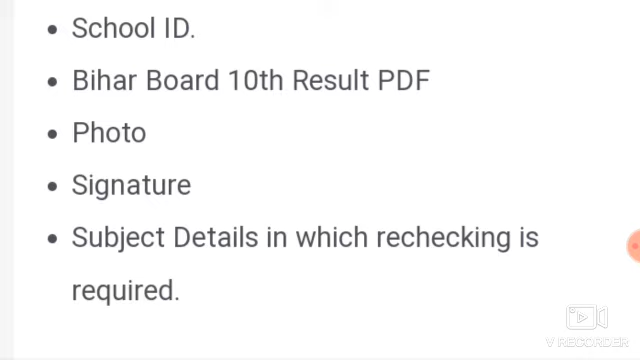 • School ID.
• Bihar Board 10th Result PDF
• Photo
• Signature
• Subject Details in which rechecking is
required.
V RECORDER